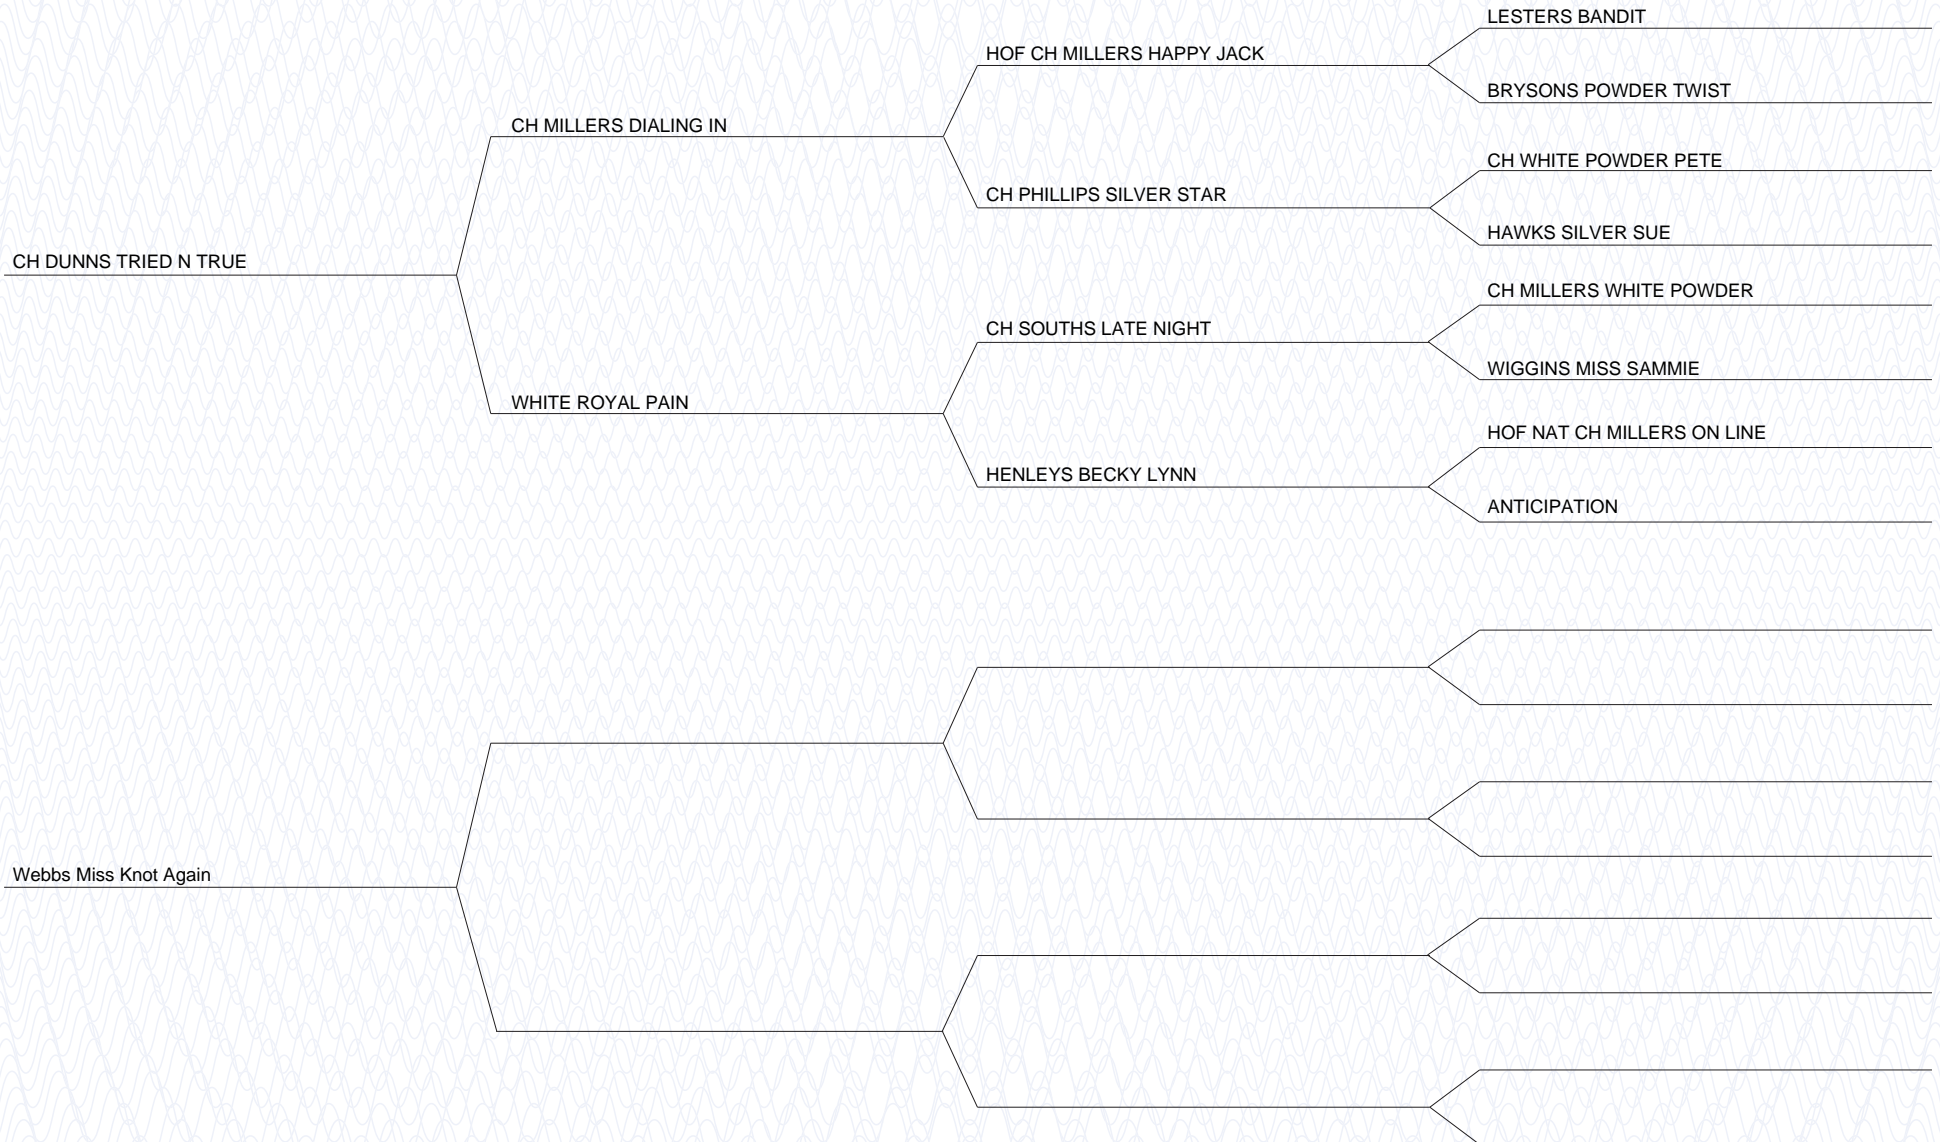 LESTERS BANDIT
HOF CH MILLERS HAPPY JACK
BRYSONS POWDER TWIST
CH MILLERS DIALING IN
CH WHITE POWDER PETE
CH PHILLIPS SILVER STAR
HAWKS SILVER SUE
CH DUNNS TRIED N TRUE
CH MILLERS WHITE POWDER
CH SOUTHS LATE NIGHT
WIGGINS MISS SAMMIE
WHITE ROYAL PAIN
HOF NAT CH MILLERS ON LINE
HENLEYS BECKY LYNN
ANTICIPATION
Webbs Miss Knot Again